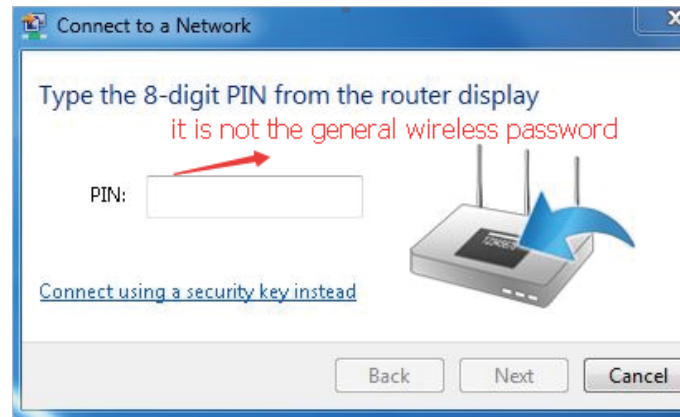 Connect to a Network
Type the 8-digit PIN from the router display
it is not the general wireless password
PIN:
Connect using a security key instead
Back
Next
Cancel